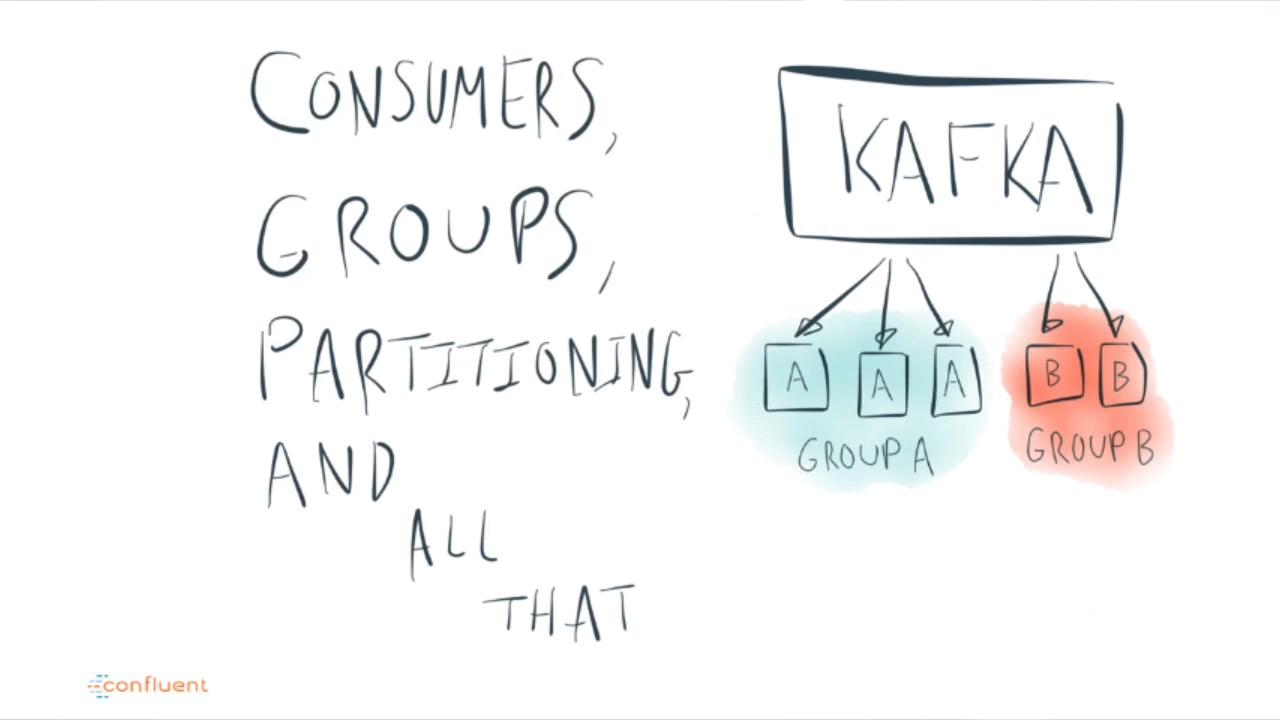 CONSUMERS,
GROUPS,
PARTITIONING,
AND
ALL
THAT
KAFKA
A A A B B
GROUP A GROUP B
confluent